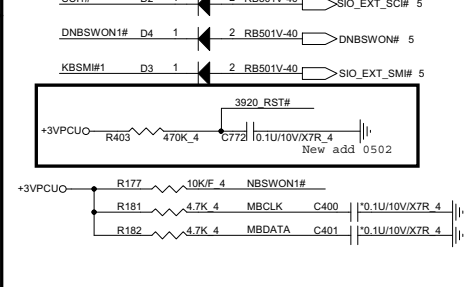 D2 2 RB501V-40 SIO_EXT_SCI# 5
DNBSWON1# D4 1 2 RB501V-40 DNBSWON# 5
KBSMI#1 D3 1 2 RB501V-40 SIO_EXT_SMI# 5
3920_RST#
+3VPCU R403 470K_4 C772 0.1U/10V/X7R_4
New add 0502
+3VPCU R177 10K/F_4 NBSWON1#
R181 4.7K_4 MBCLK C400 *0.1U/10V/X7R_4
R182 4.7K_4 MBDATA C401 *0.1U/10V/X7R_4